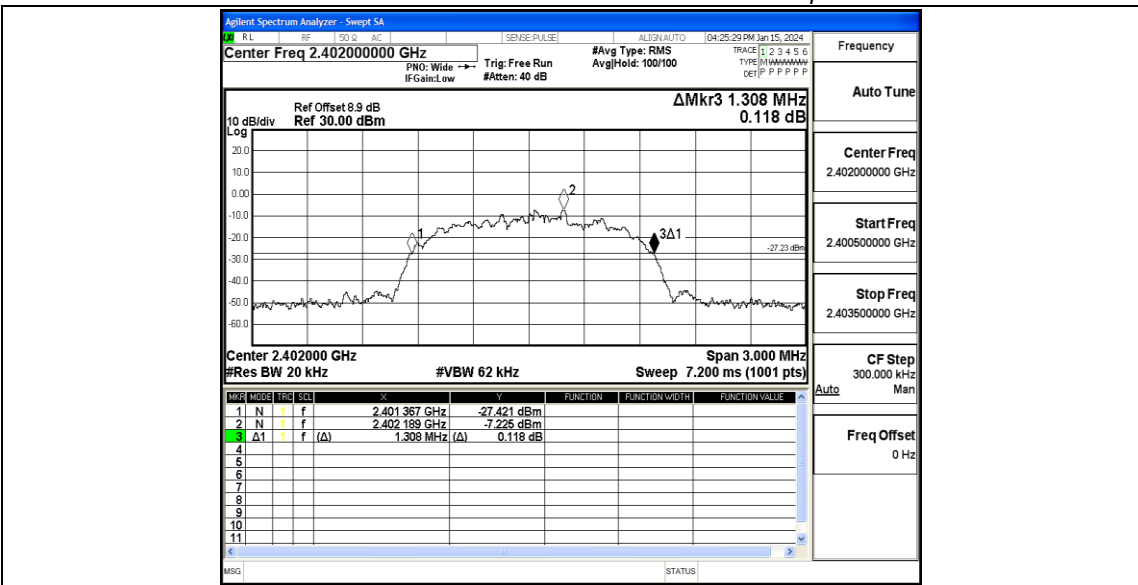 Agilent Spectrum Analyzer - Swept SA
RL RF 50 Ω AC SENSE:PULSE ALIGNAUTO 04:25:29 PM Jan 15, 2024
Center Freq 2.402000000 GHz
PNO: Wide
IFGain:Low
Trig: Free Run
#Atten: 40 dB
#Avg Type: RMS
Avg|Hold: 100/100
TRACE 1 2 3 4 5 6
TYPE M
DET P P P P P P
Frequency
Auto Tune
Center Freq
2.402000000 GHz
Start Freq
2.400500000 GHz
Stop Freq
2.403500000 GHz
CF Step
300.000 kHz
Auto Man
Freq Offset
0 Hz
ΔMkr3 1.308 MHz
0.118 dB
Ref Offset 8.9 dB
10 dB/div Ref 30.00 dBm
Log
20.0
10.0
0.00
-10.0
-20.0
-30.0
-40.0
-50.0
-60.0
1
2
3Δ1
-27.23 dBm
Center 2.402000 GHz Span 3.000 MHz
#Res BW 20 kHz #VBW 62 kHz Sweep 7.200 ms (1001 pts)
MKR MODE TRC SCL X Y FUNCTION FUNCTION WIDTH FUNCTION VALUE
1 N 1 f 2.401 367 GHz -27.421 dBm
2 N 1 f 2.402 189 GHz -7.225 dBm
3 Δ1 1 f (Δ) 1.308 MHz (Δ) 0.118 dB
4
5
6
7
8
9
10
11
MSG STATUS